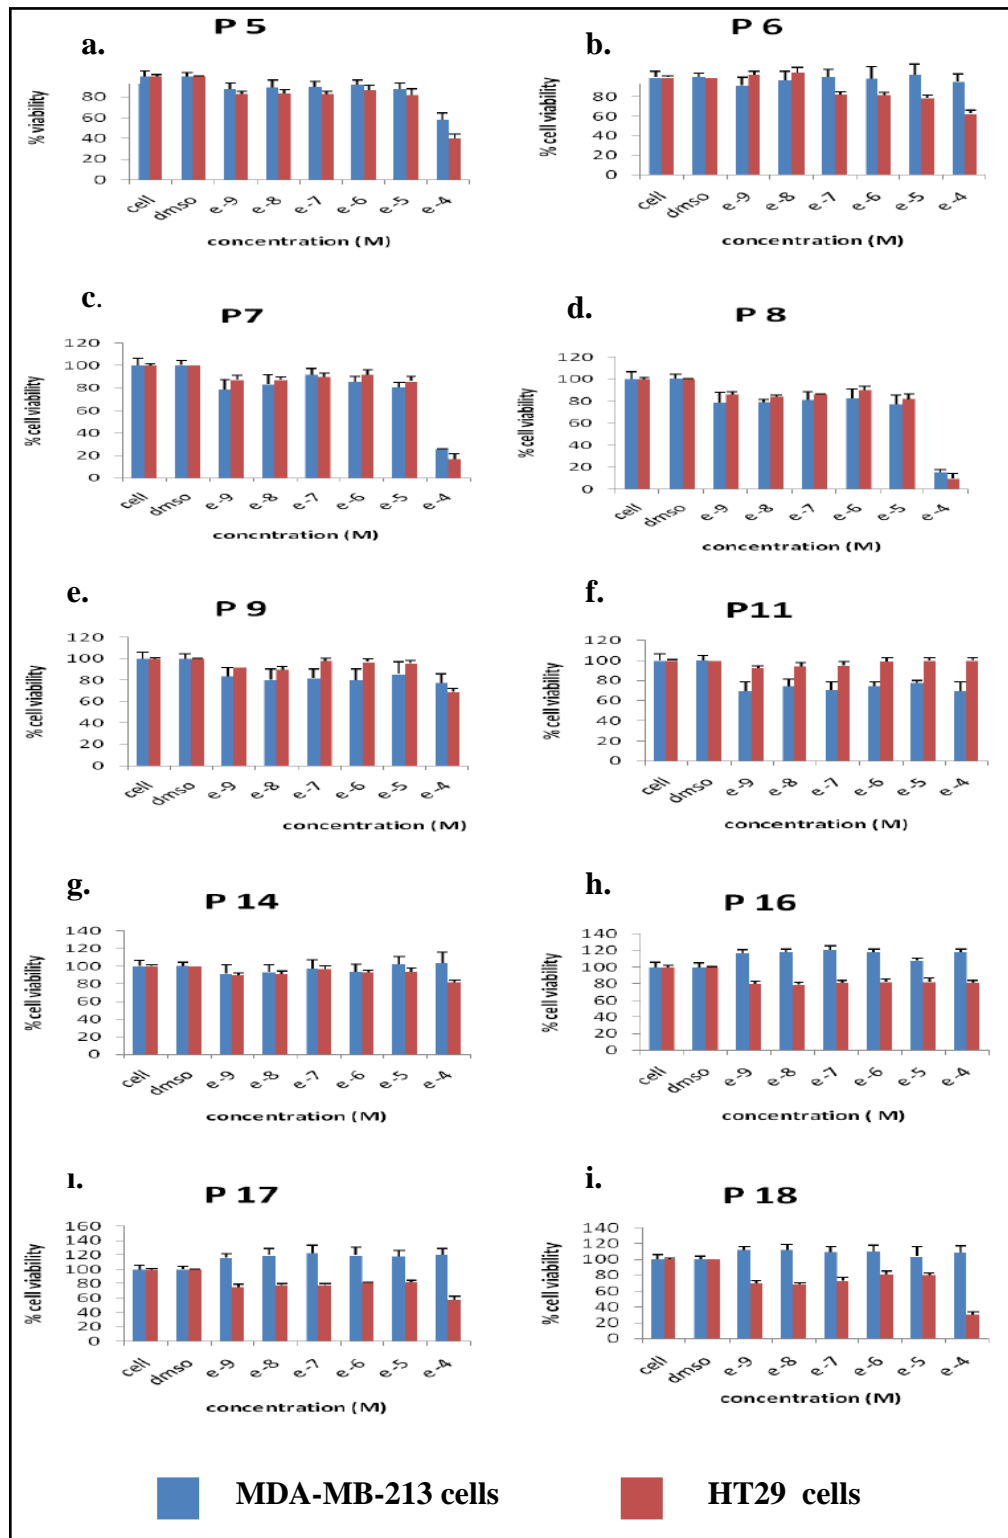 a.
P 5
% viability
80
60
40
20
0
cell dmso e-9 e-8 e-7 e-6 e-5 e-4
concentration (M)
b.
P 6
% cell viability
80
60
40
20
0
cell dmso e-9 e-8 e-7 e-6 e-5 e-4
concentration (M)
c.
P7
% cell viability
120
100
80
60
40
20
0
cell dmso e-9 e-8 e-7 e-6 e-5 e-4
concntration (M)
d.
P 8
% cell viability
120
100
80
60
40
20
0
cell dmso e-9 e-8 e-7 e-6 e-5 e-4
concentration (M)
e.
P 9
% cell viability
120
100
80
60
40
20
0
cell dmso e-9 e-8 e-7 e-6 e-5 e-4
concentration (M)
f.
P11
% cell viability
120
100
80
60
40
20
0
cell dmso e-9 e-8 e-7 e-6 e-5 e-4
concentration (M)
g.
P 14
% cell viability
140
120
100
80
60
40
20
0
cell dmso e-9 e-8 e-7 e-6 e-5 e-4
concentration (M)
h.
P 16
% cell viability
140
120
100
80
60
40
20
0
cell dmso e-9 e-8 e-7 e-6 e-5 e-4
concentration ( M)
ı.
P 17
% cell viability
160
140
120
100
80
60
40
20
0
cell dmso e-9 e-8 e-7 e-6 e-5 e-4
concentration (M)
i.
P 18
% cell viability
140
120
100
80
60
40
20
0
cell dmso e-9 e-8 e-7 e-6 e-5 e-4
concentration (M)
MDA-MB-213 cells
HT29 cells